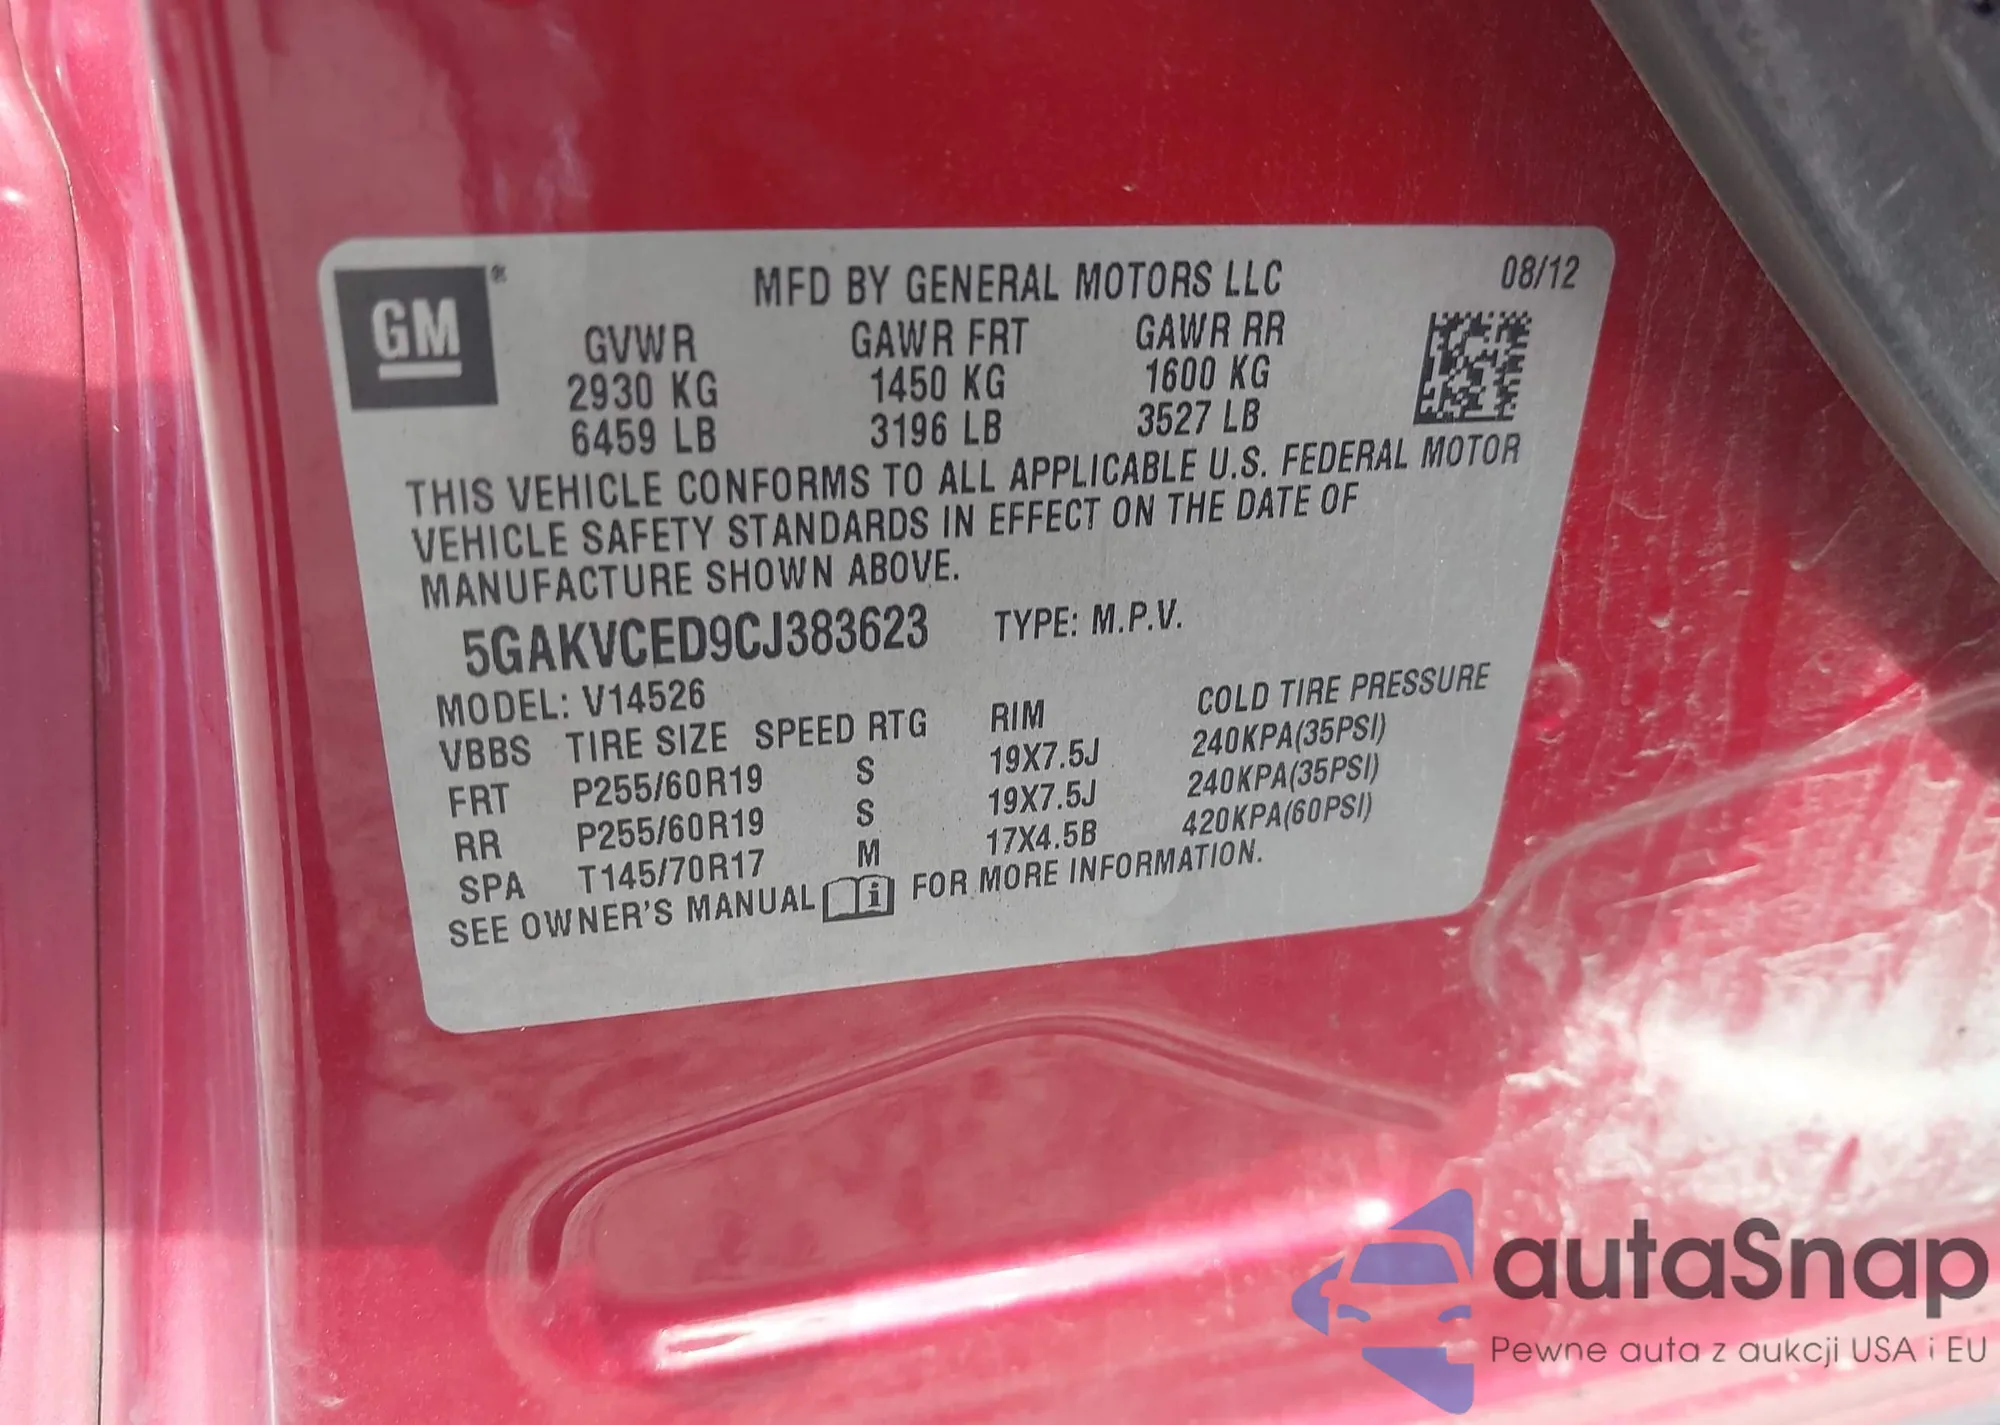 GM®
MFD BY GENERAL MOTORS LLC 08/12
GVWR GAWR FRT GAWR RR
2930 KG 1450 KG 1600 KG
6459 LB 3196 LB 3527 LB
THIS VEHICLE CONFORMS TO ALL APPLICABLE U.S. FEDERAL MOTOR
VEHICLE SAFETY STANDARDS IN EFFECT ON THE DATE OF
MANUFACTURE SHOWN ABOVE.
5GAKVCED9CJ383623 TYPE: M.P.V.
MODEL: V14526
VBBS TIRE SIZE SPEED RTG RIM COLD TIRE PRESSURE
FRT P255/60R19 S 19X7.5J 240KPA(35PSI)
RR P255/60R19 S 19X7.5J 240KPA(35PSI)
SPA T145/70R17 M 17X4.5B 420KPA(60PSI)
SEE OWNER'S MANUAL i FOR MORE INFORMATION.
autaSnap
Pewne auta z aukcji USA i EU